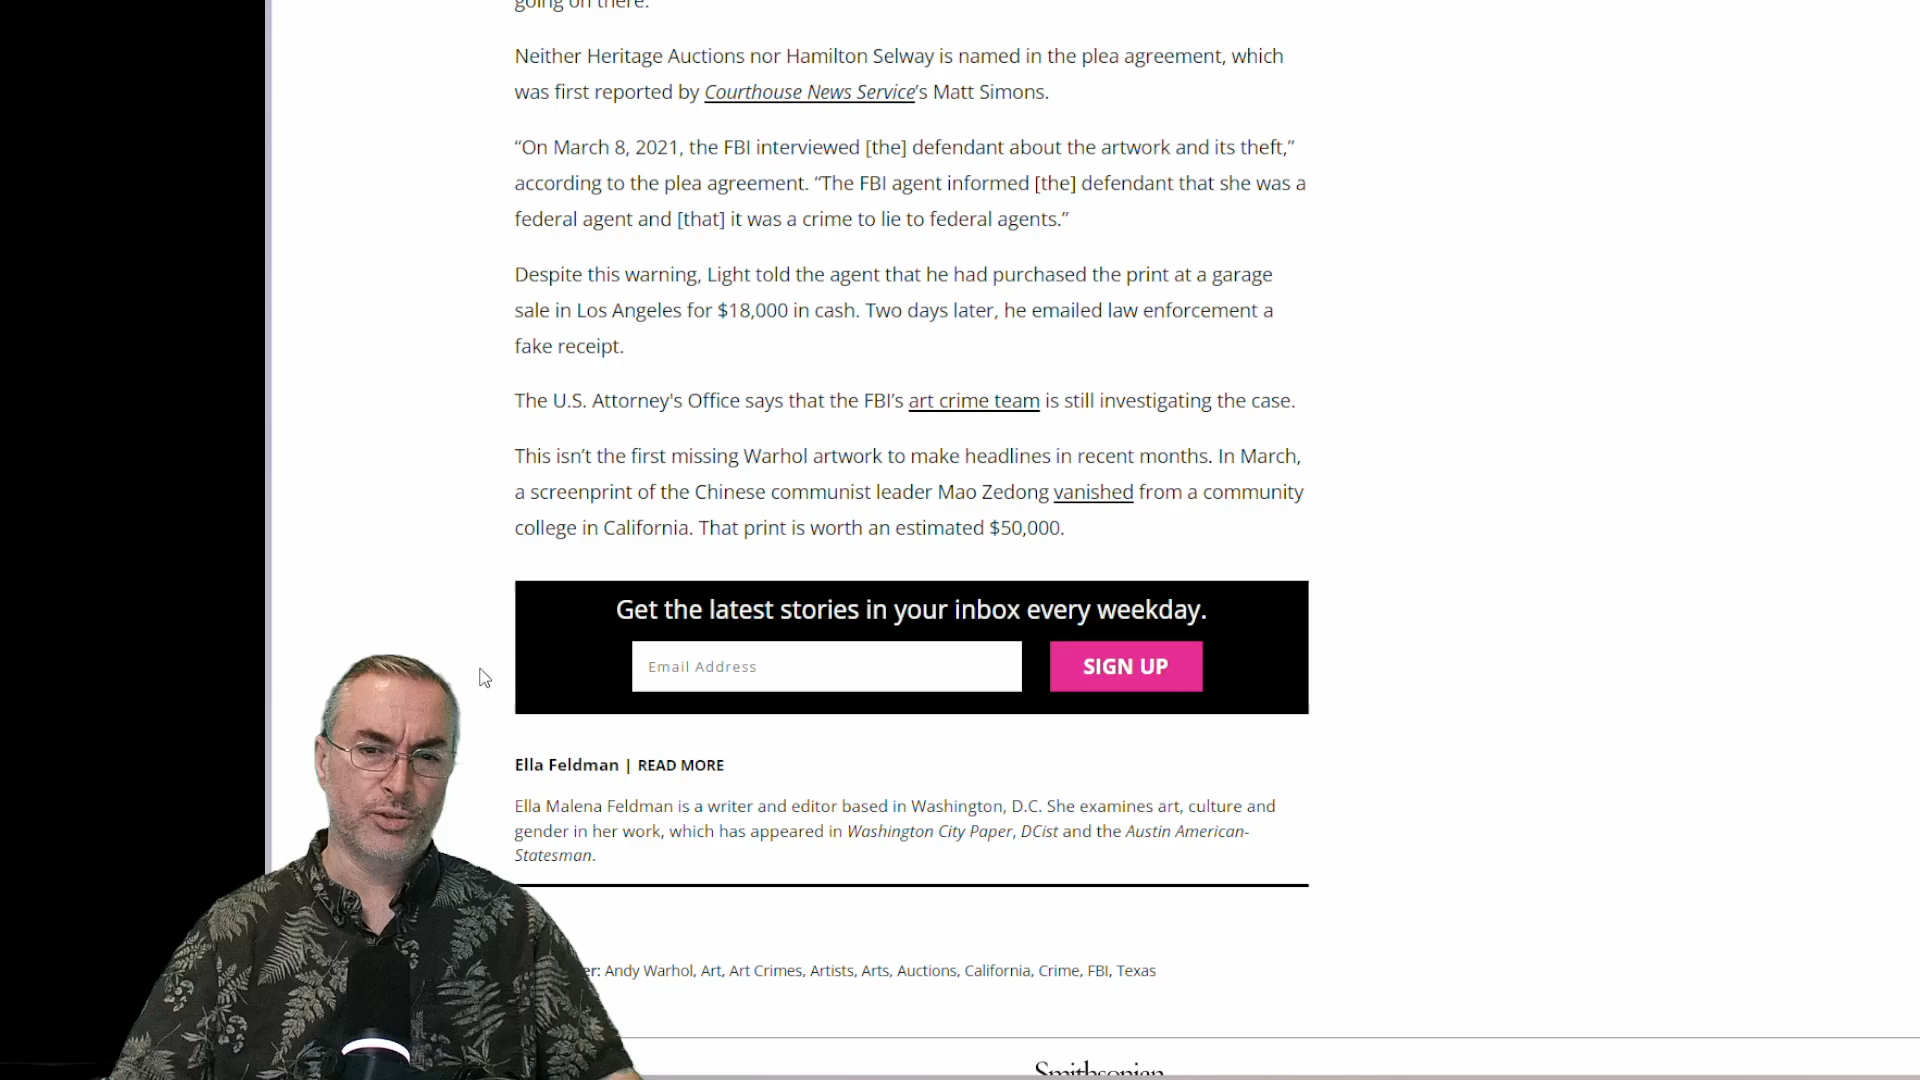 going on there.
Neither Heritage Auctions nor Hamilton Selway is named in the plea agreement, which
was first reported by Courthouse News Service's Matt Simons.
“On March 8, 2021, the FBI interviewed [the] defendant about the artwork and its theft,”
according to the plea agreement. “The FBI agent informed [the] defendant that she was a
federal agent and [that] it was a crime to lie to federal agents.”
Despite this warning, Light told the agent that he had purchased the print at a garage
sale in Los Angeles for $18,000 in cash. Two days later, he emailed law enforcement a
fake receipt.
The U.S. Attorney's Office says that the FBI’s art crime team is still investigating the case.
This isn’t the first missing Warhol artwork to make headlines in recent months. In March,
a screenprint of the Chinese communist leader Mao Zedong vanished from a community
college in California. That print is worth an estimated $50,000.
Get the latest stories in your inbox every weekday.
Email Address
SIGN UP
Ella Feldman | READ MORE
Ella Malena Feldman is a writer and editor based in Washington, D.C. She examines art, culture and
gender in her work, which has appeared in Washington City Paper, DCist and the Austin American-
Statesman.
er: Andy Warhol, Art, Art Crimes, Artists, Arts, Auctions, California, Crime, FBI, Texas
Smithsonian